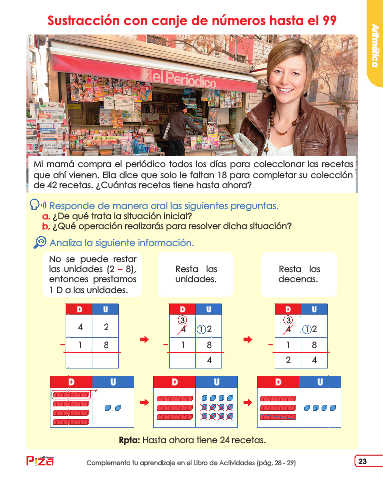 Sustracción con canje de números hasta el 99
Aritmética
el Periódico
Mi mamá compra el periódico todos los días para coleccionar las recetas
que ahí vienen. Ella dice que solo le faltan 18 para completar su colección
de 42 recetas. ¿Cuántas recetas tiene hasta ahora?
Responde de manera oral las siguientes preguntas.
a. ¿De qué trata la situación inicial?
b. ¿Qué operación realizarás para resolver dicha situación?
Analiza la siguiente información.
No se puede restar
las unidades (2 – 8),
entonces prestamos
1 D a las unidades.
Resta las
unidades.
Resta las
decenas.
D U
4 2
– 1 8
D U
3
4 1 2
– 1 8
4
D U
3
4 1 2
– 1 8
2 4
D U
D U
D U
Rpta: Hasta ahora tiene 24 recetas.
PIZA
Complementa tu aprendizaje en el Libro de Actividades (pág. 28 - 29)
23